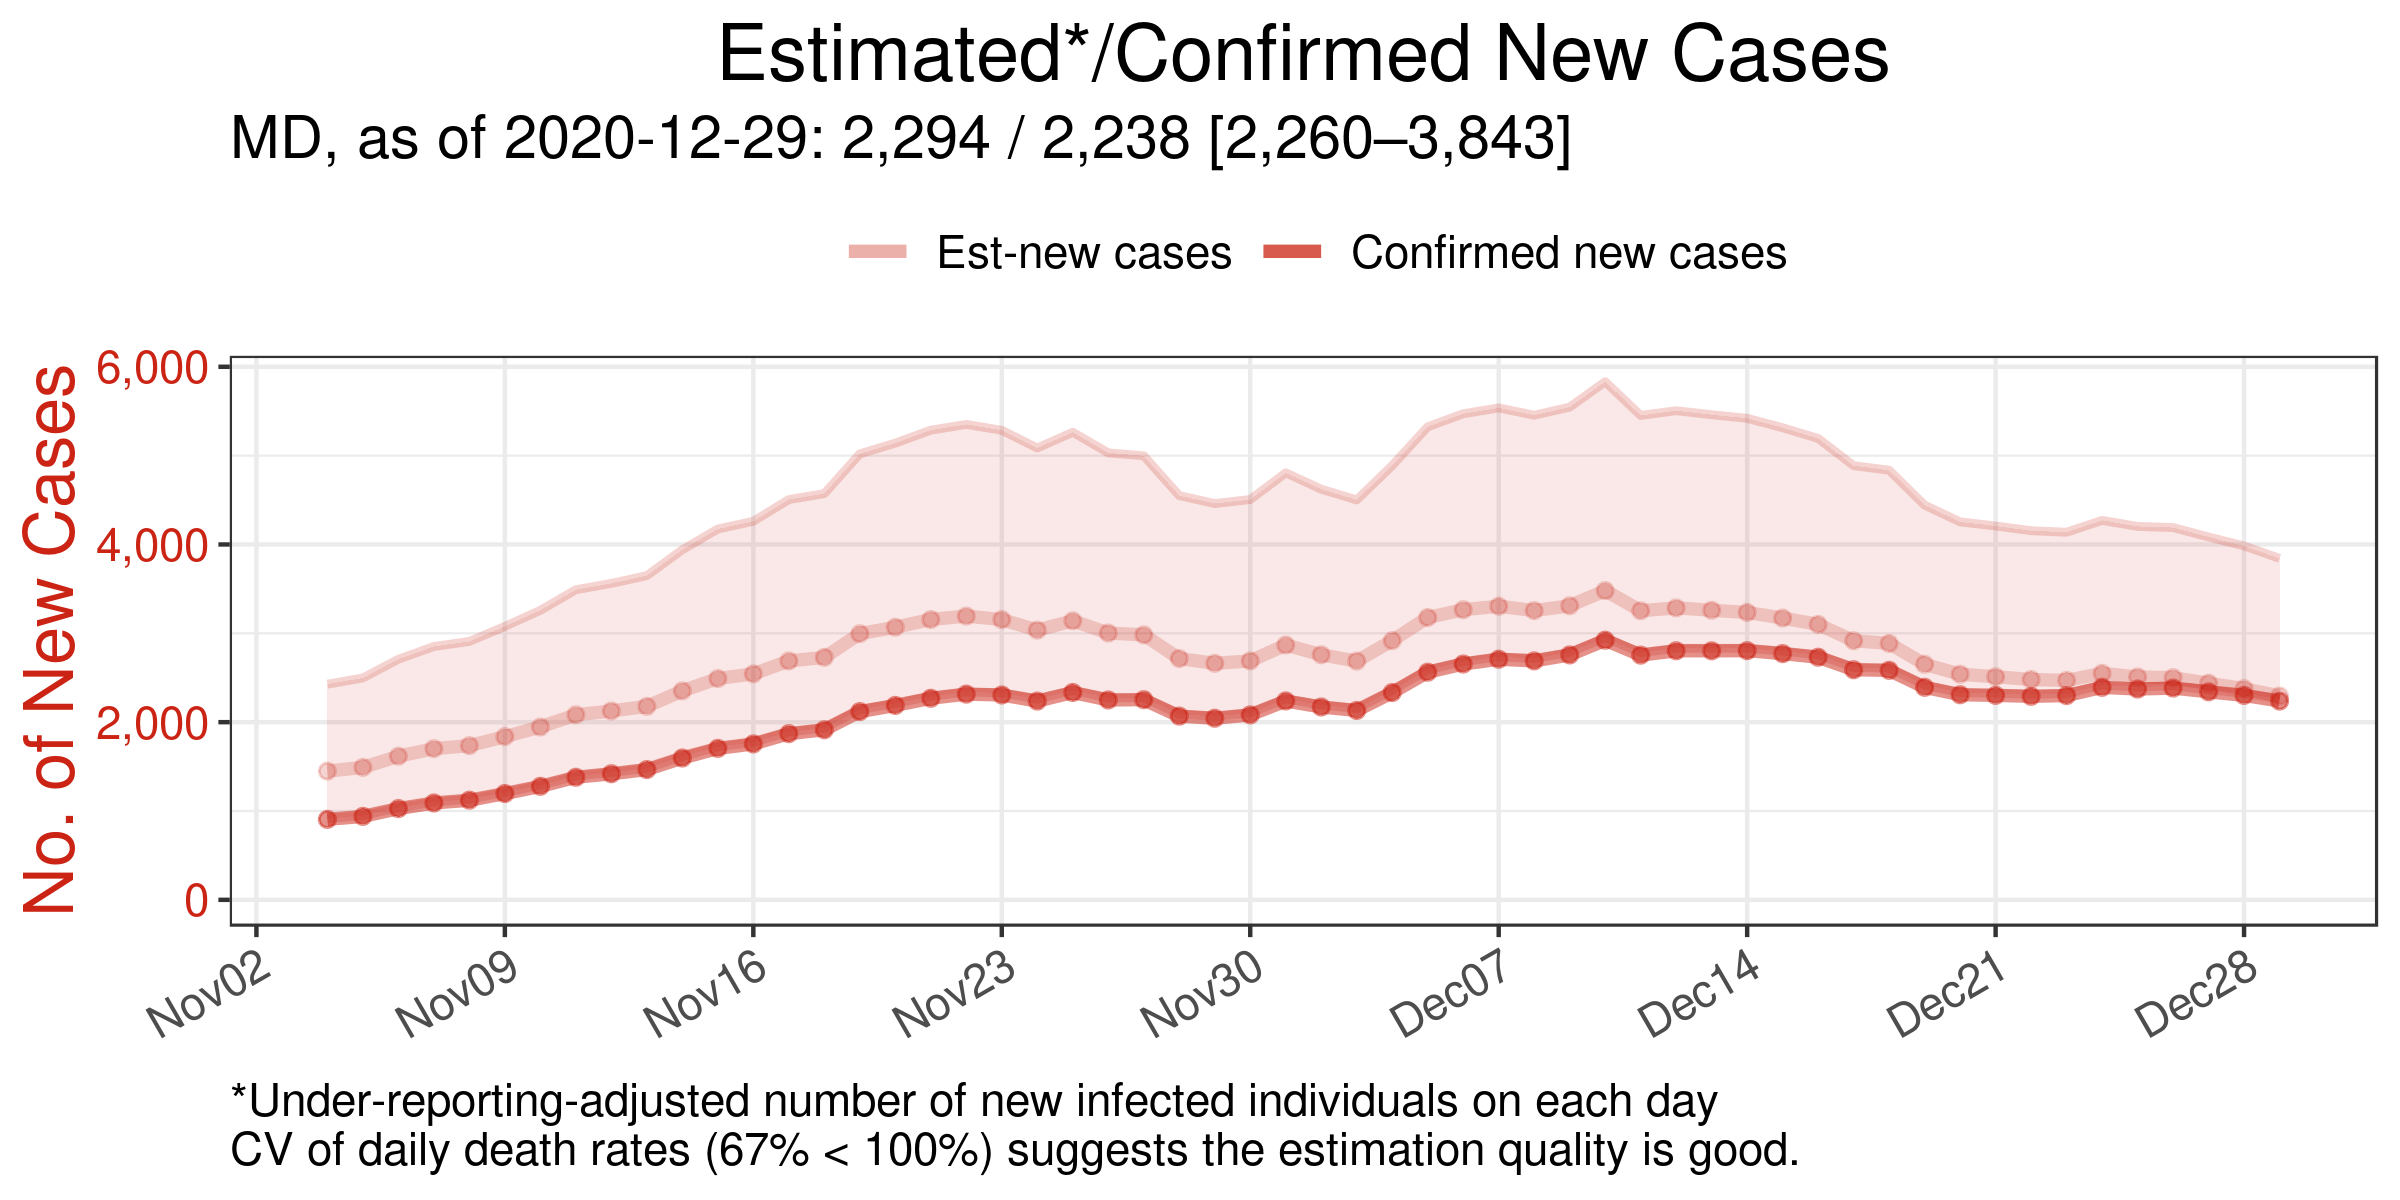 Estimated*/Confirmed New Cases
MD, as of 2020-12-29: 2,294 / 2,238 [2,260–3,843]
Est-new cases Confirmed new cases
No. of New Cases
6,000
4,000
2,000
0
Nov02 Nov09 Nov16 Nov23 Nov30 Dec07 Dec14 Dec21 Dec28
*Under-reporting-adjusted number of new infected individuals on each day
CV of daily death rates (67% < 100%) suggests the estimation quality is good.